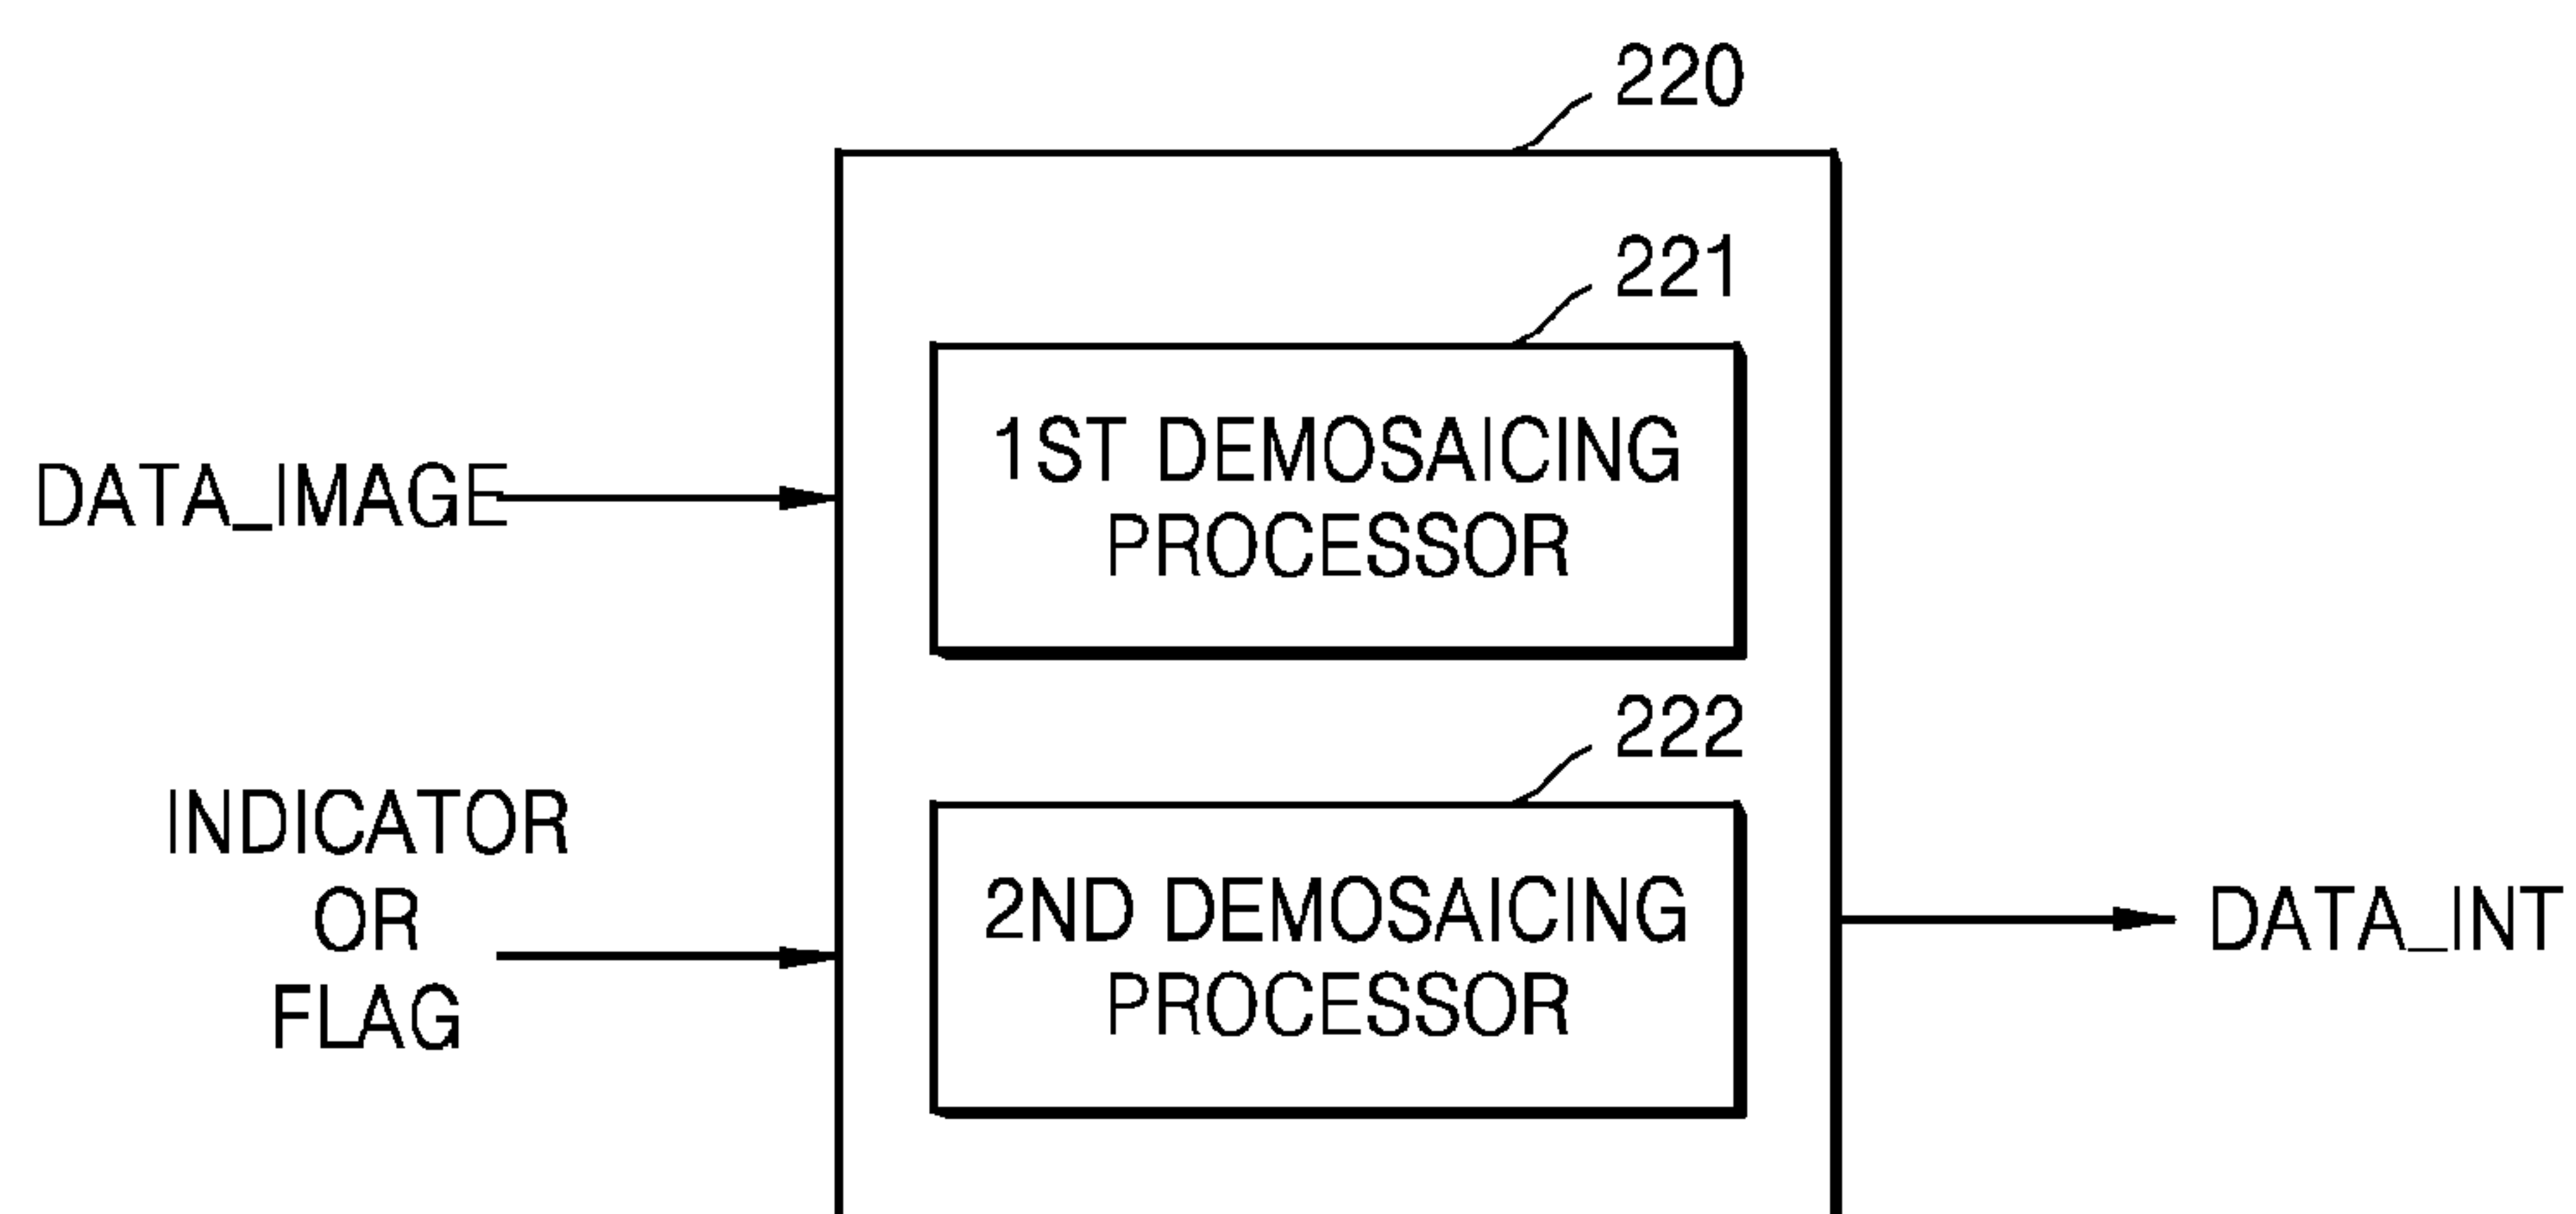 220
221
1ST DEMOSAICING
PROCESSOR
DATA_IMAGE
222
INDICATOR
OR
FLAG
2ND DEMOSAICING
PROCESSOR
DATA_INT